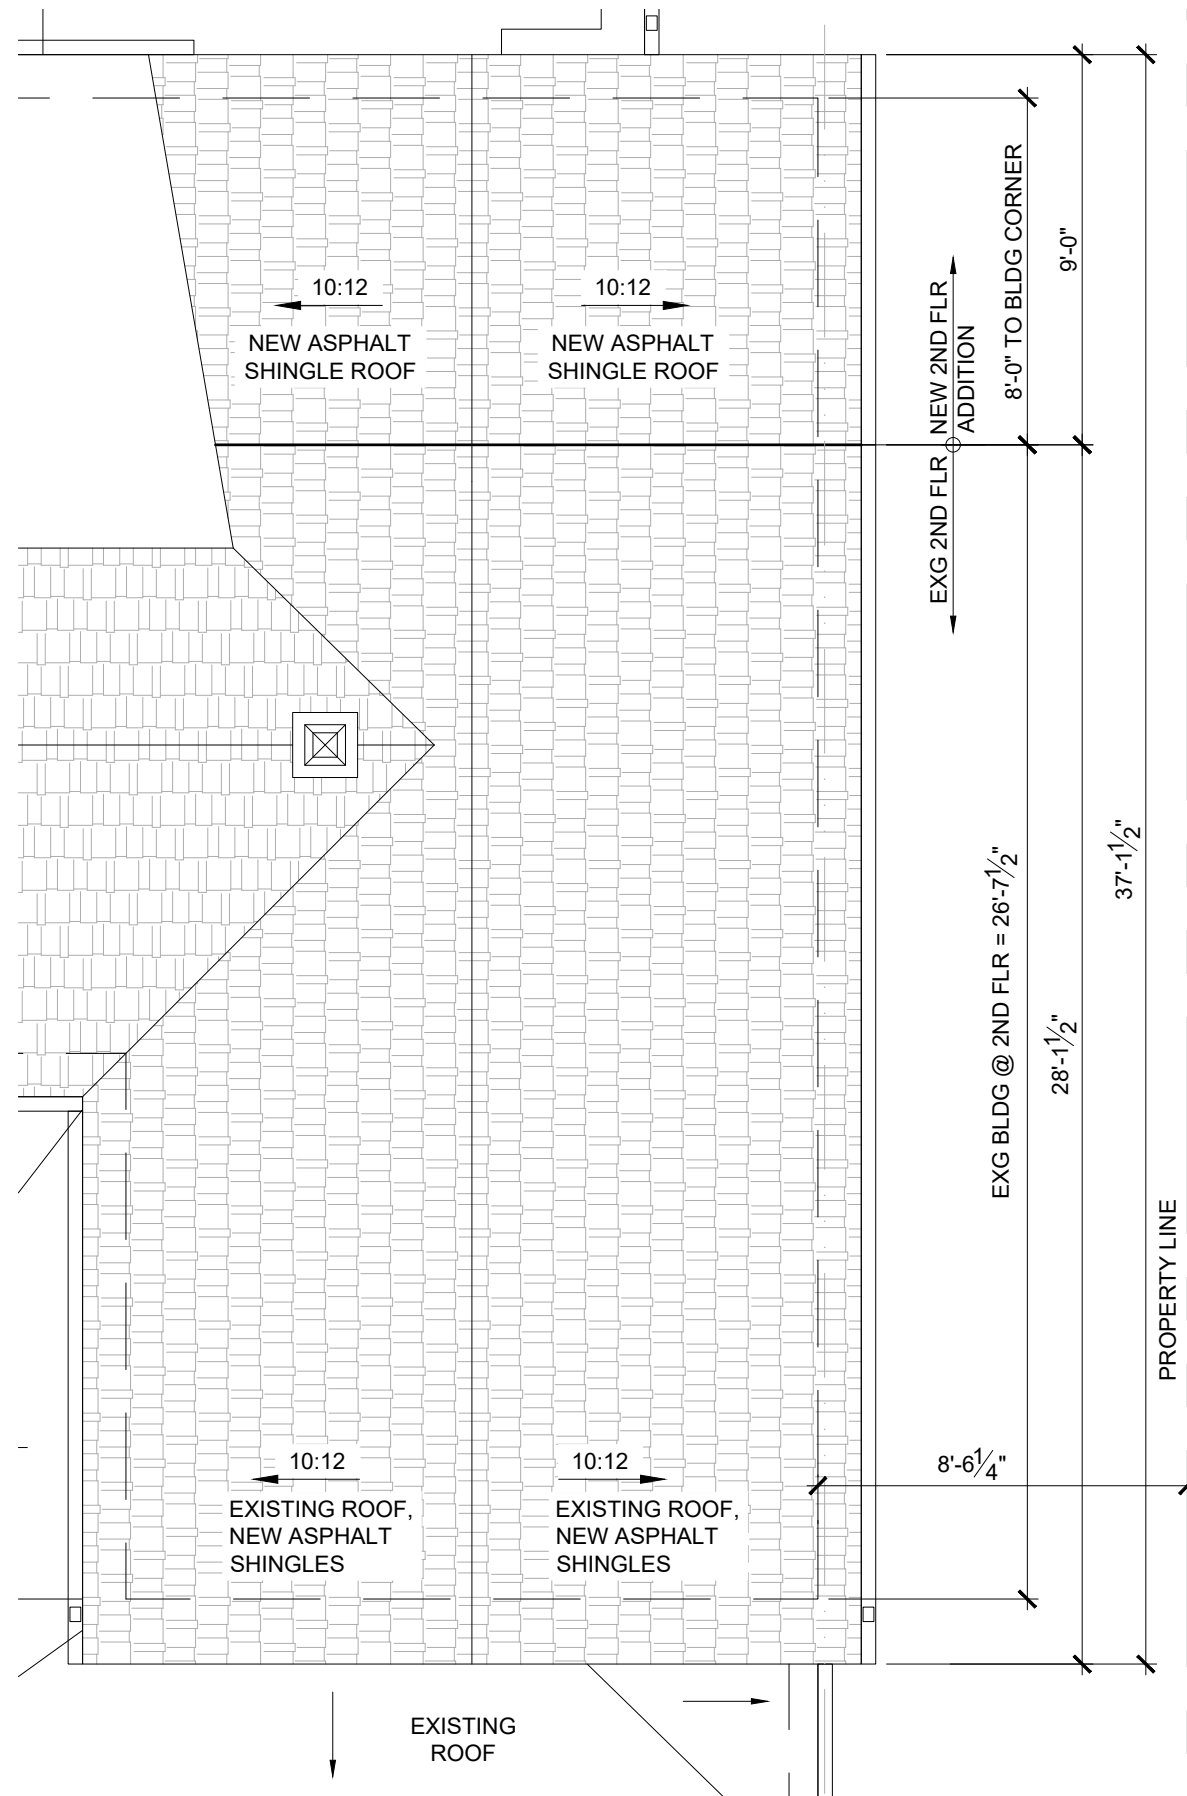 10:12
NEW ASPHALT
SHINGLE ROOF
10:12
NEW ASPHALT
SHINGLE ROOF
NEW 2ND FLR
ADDITION
EXG 2ND FLR
8'-0" TO BLDG CORNER
9'-0"
EXG BLDG @ 2ND FLR = 26'-7½"
28'-1½"
37'-1½"
PROPERTY LINE
8'-6¼"
10:12
EXISTING ROOF,
NEW ASPHALT
SHINGLES
10:12
EXISTING ROOF,
NEW ASPHALT
SHINGLES
EXISTING
ROOF